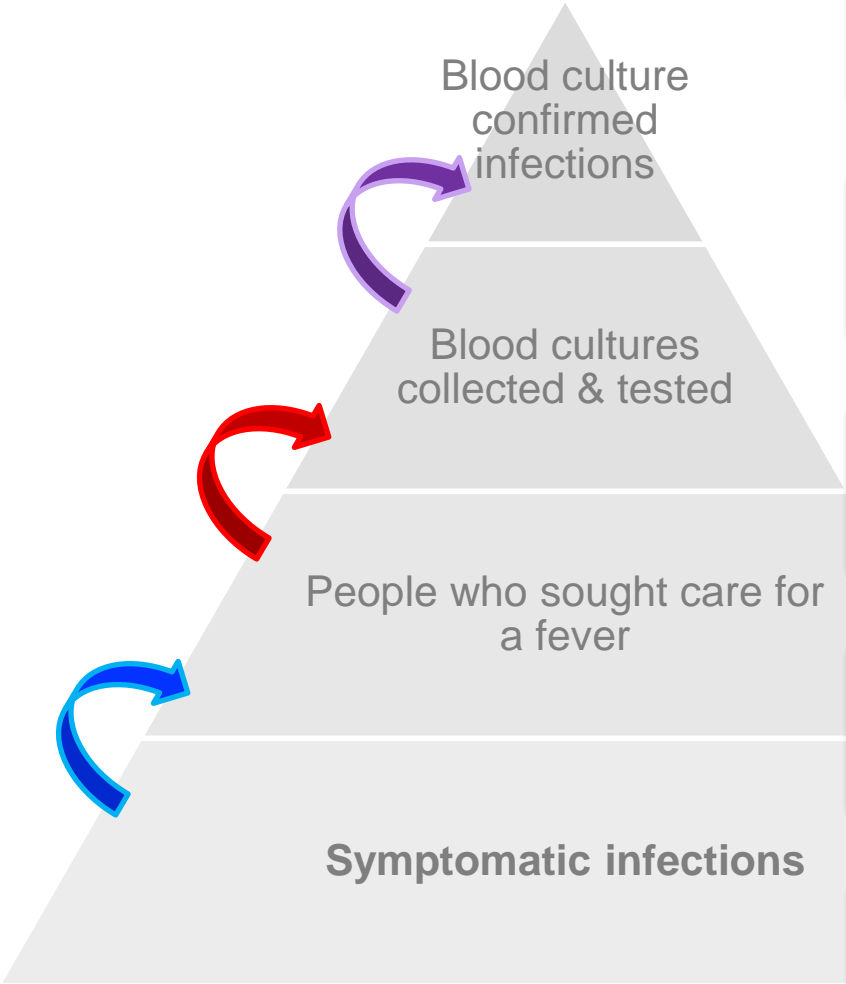 Blood culture
confirmed
infections
Blood cultures
collected & tested
People who sought care for
a fever
Symptomatic infections